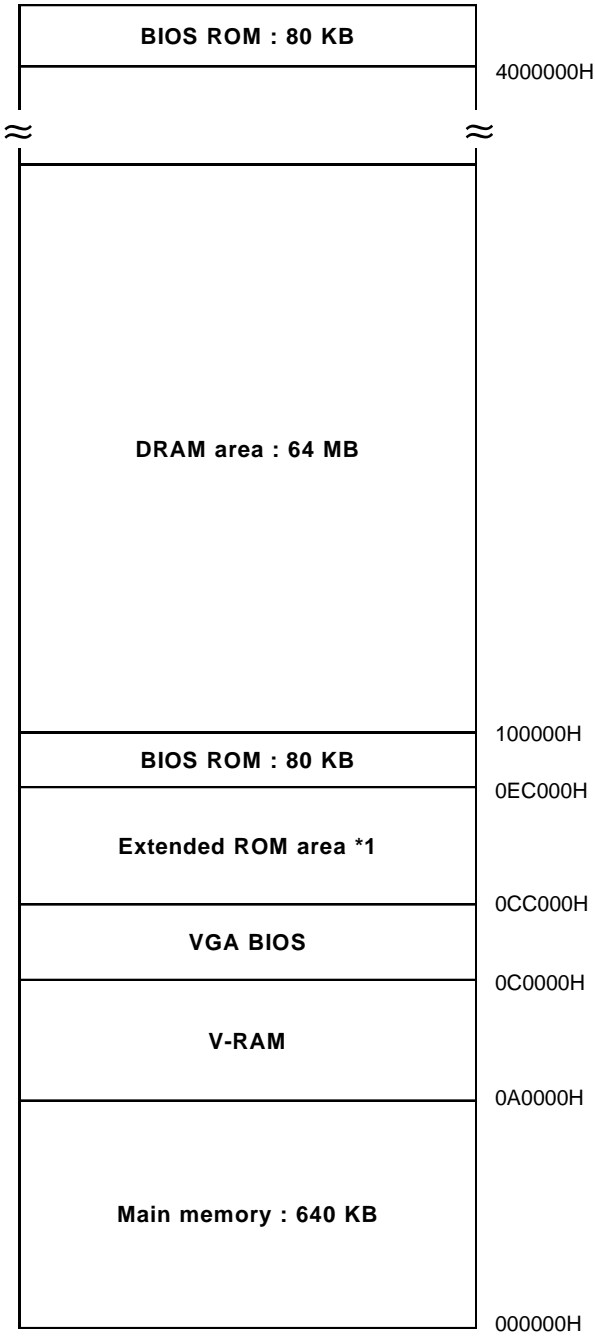 BIOS ROM : 80 KB
4000000H
≈ ≈
DRAM area : 64 MB
100000H
BIOS ROM : 80 KB
0EC000H
Extended ROM area *1
0CC000H
VGA BIOS
0C0000H
V-RAM
0A0000H
Main memory : 640 KB
000000H